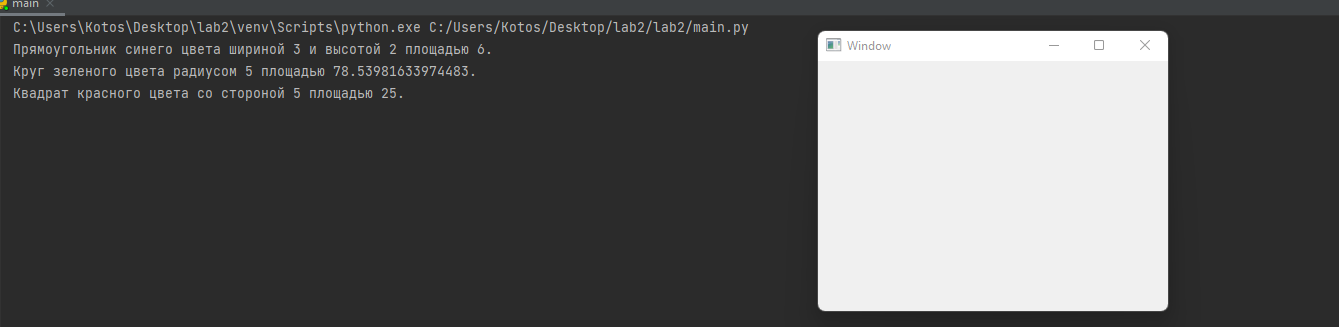 main
C:\Users\Kotos\Desktop\lab2\venv\Scripts\python.exe C:/Users/Kotos/Desktop/lab2/lab2/main.py
Прямоугольник синего цвета шириной 3 и высотой 2 площадью 6.
Круг зеленого цвета радиусом 5 площадью 78.53981633974483.
Квадрат красного цвета со стороной 5 площадью 25.
Window